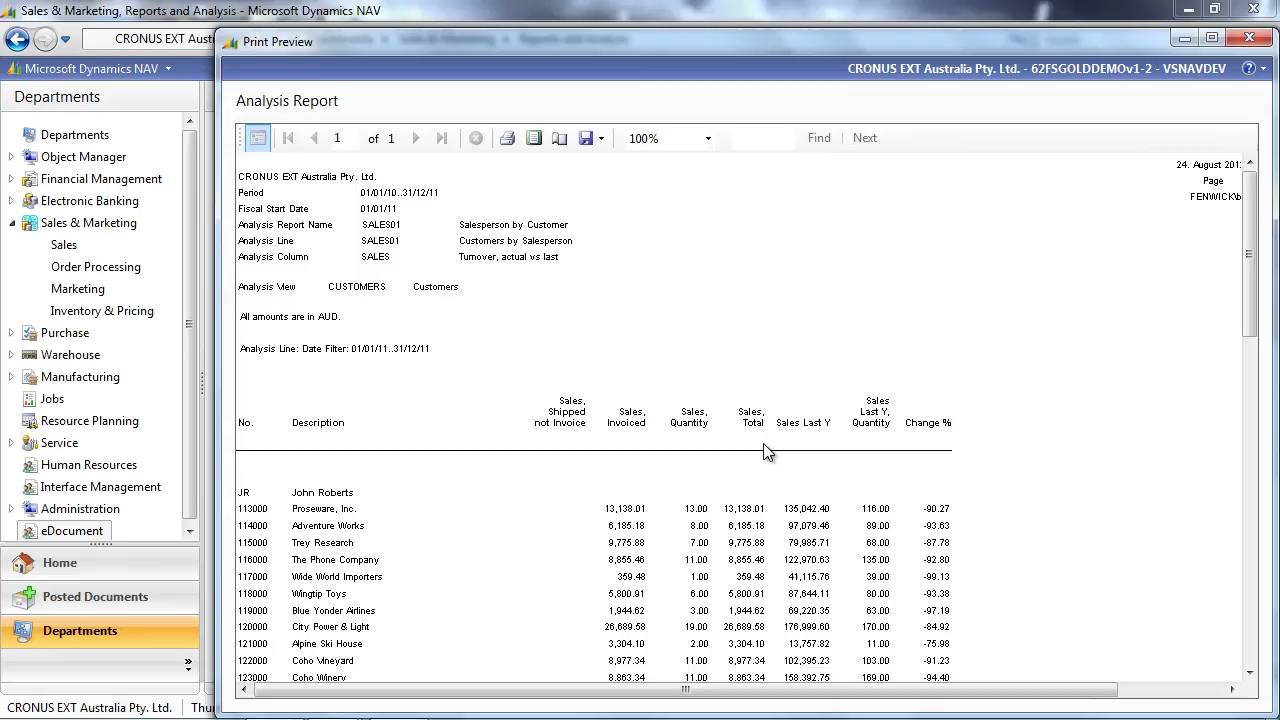 Sales & Marketing, Reports and Analysis - Microsoft Dynamics NAV
CRONUS EXT
Print Preview
Microsoft Dynamics NAV
CRONUS EXT Australia Pty. Ltd. - 62FSGOLDDEMOv1-2 - VSNAVDEV
Departments
Departments
Object Manager
Financial Management
Electronic Banking
Sales & Marketing
Sales
Order Processing
Marketing
Inventory & Pricing
Purchase
Warehouse
Manufacturing
Jobs
Resource Planning
Service
Human Resources
Interface Management
Administration
eDocument
Home
Posted Documents
Departments
CRONUS EXT Australia Pty. Ltd.
Analysis Report
1 of 1 100% Find Next
24. August 201
CRONUS EXT Australia Pty. Ltd.
Page
Period 01/01/10..31/12/11
FENWICK\b
Fiscal Start Date 01/01/11
Analysis Report Name SALES01 Salesperson by Customer
Analysis Line SALES01 Customers by Salesperson
Analysis Column SALES Turnover, actual vs last
Analysis View CUSTOMERS Customers
All amounts are in AUD.
Analysis Line: Date Filter: 01/01/11..31/12/11
No. Description Sales, Shipped not Invoice Sales, Invoiced Sales, Quantity Sales, Total Sales Last Y Sales Last Y, Quantity Change %
JR John Roberts
113000 Proseware, Inc. 13,138.01 13.00 13,138.01 135,042.40 116.00 -90.27
114000 Adventure Works 6,185.18 8.00 6,185.18 97,079.46 89.00 -93.63
115000 Trey Research 9,775.88 7.00 9,775.88 79,985.71 68.00 -87.78
116000 The Phone Company 8,855.46 11.00 8,855.46 122,970.63 135.00 -92.80
117000 Wide World Importers 359.48 1.00 359.48 41,115.76 39.00 -99.13
118000 Wingtip Toys 5,800.91 6.00 5,800.91 87,644.11 80.00 -93.38
119000 Blue Yonder Airlines 1,944.62 3.00 1,944.62 69,220.35 63.00 -97.19
120000 City Power & Light 26,689.58 19.00 26,689.58 176,999.60 170.00 -84.92
121000 Alpine Ski House 3,304.10 2.00 3,304.10 13,757.82 11.00 -75.98
122000 Coho Vineyard 8,977.34 11.00 8,977.34 102,395.23 103.00 -91.23
123000 Coho Winery 8,863.34 11.00 8,863.34 158,392.75 169.00 -94.40